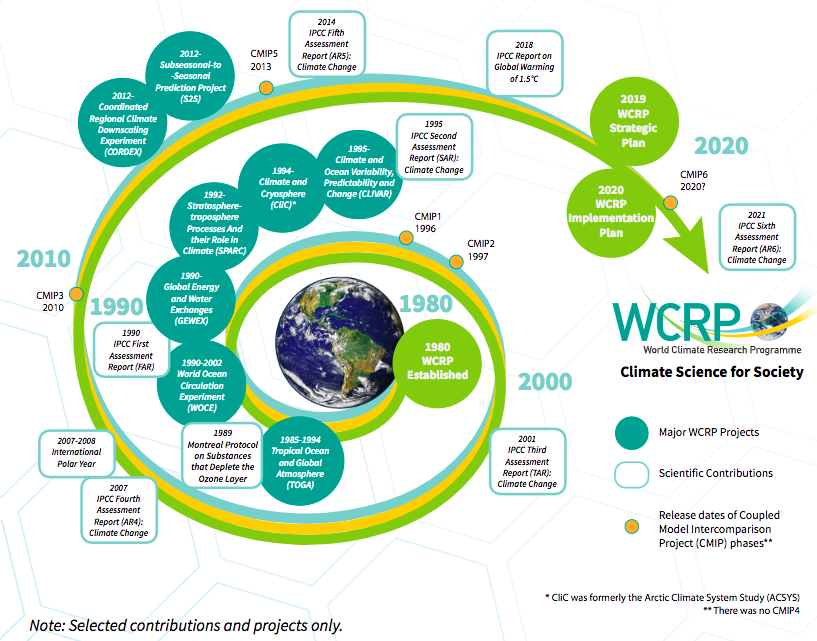 2014
IPCC Fifth
Assessment
Report (AR5):
Climate Change
CMIP5
2013
2018
IPCC Report on
Global Warming
of 1.5°C
2012-
Subseasonal-to
-Seasonal
Prediction Project
(S2S)
2012-
Coordinated
Regional Climate
Downscaling
Experiment
(CORDEX)
2019
WCRP
Strategic
Plan
2020
CMIP6
2020?
2020
WCRP
Implementation
Plan
2021
IPCC Sixth
Assessment
Report (AR6):
Climate Change
1995
IPCC Second
Assessment
Report (SAR):
Climate Change
1995-
Climate and
Ocean Variability,
Predictability and
Change (CLIVAR)
1994-
Climate and
Cryosphere
(CliC)*
1992-
Stratosphere-
troposphere
Processes And
their Role in
Climate (SPARC)
CMIP1
1996
CMIP2
1997
2010
CMIP3
2010
1990
1990-
Global Energy
and Water
Exchanges
(GEWEX)
1980
1980
WCRP
Established
1990
IPCC First
Assessment
Report (FAR)
1990-2002
World Ocean
Circulation
Experiment
(WOCE)
2000
WCRP
World Climate Research Programme
Climate Science for Society
2007-2008
International
Polar Year
1989
Montreal Protocol
on Substances
that Deplete the
Ozone Layer
1985-1994
Tropical Ocean
and Global
Atmosphere
(TOGA)
2001
IPCC Third
Assessment
Report (TAR):
Climate Change
2007
IPCC Fourth
Assessment
Report (AR4):
Climate Change
Major WCRP Projects
Scientific Contributions
Release dates of Coupled
Model Intercomparison
Project (CMIP) phases**
* CliC was formerly the Arctic Climate System Study (ACSYS)
** There was no CMIP4
Note: Selected contributions and projects only.